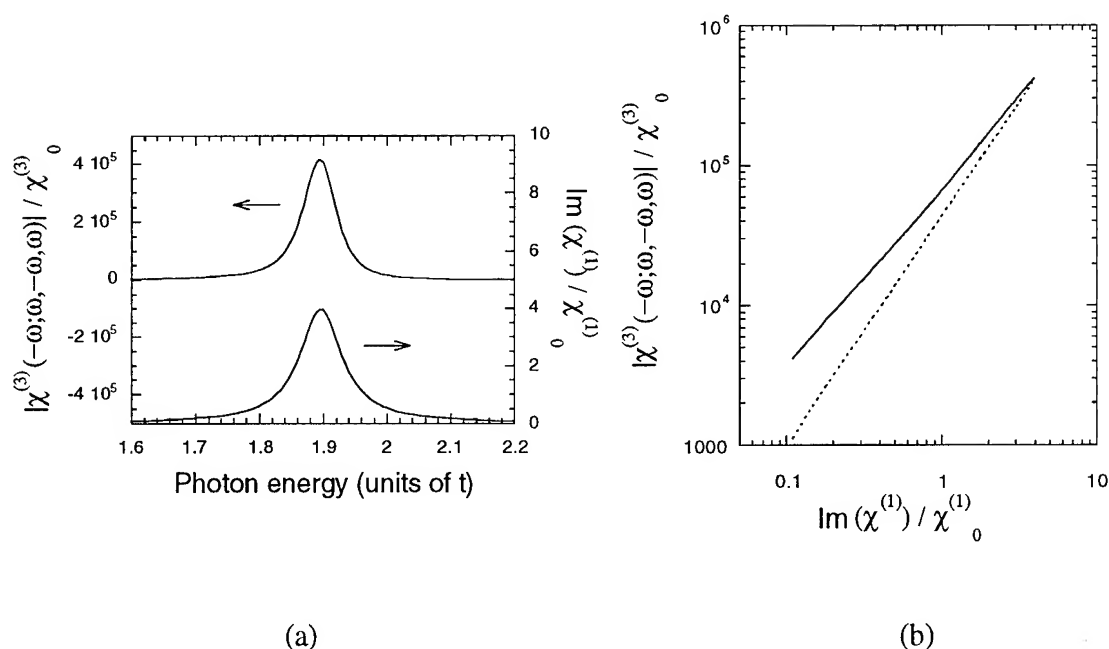 |χ⁽³⁾(−ω;ω,−ω,ω)| / χ⁽³⁾₀
4 10⁵
2 10⁵
0
-2 10⁵
-4 10⁵
10
8
6
4
2
0
Im (χ⁽¹⁾) / χ⁽¹⁾₀
1.6 1.7 1.8 1.9 2 2.1 2.2
Photon energy (units of t)
(a)
|χ⁽³⁾(−ω;ω,−ω,ω)| / χ⁽³⁾₀
10⁶
10⁵
10⁴
1000
0.1 1 10
Im (χ⁽¹⁾) / χ⁽¹⁾₀
(b)